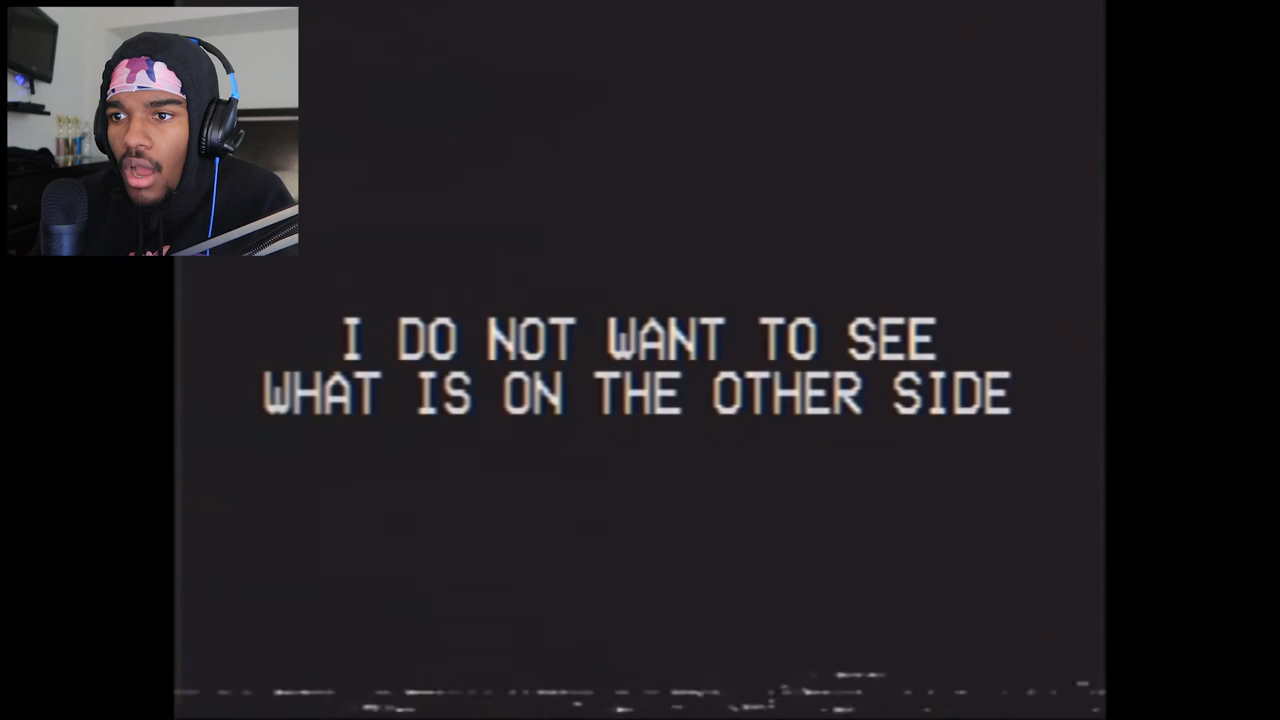 I DO NOT WANT TO SEE
WHAT IS ON THE OTHER SIDE